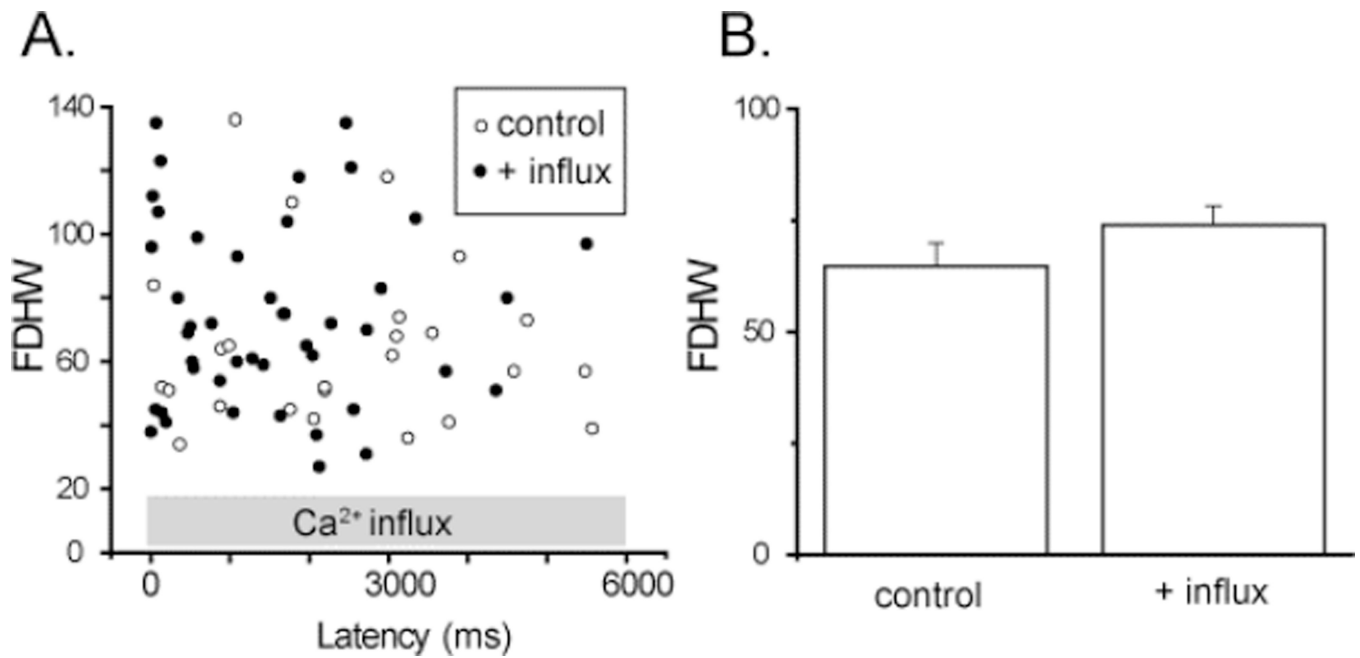 A.
140
100
60
20
0
FDHW
control
+ influx
Ca²⁺ influx
0 3000 6000
Latency (ms)
B.
100
50
0
FDHW
control + influx